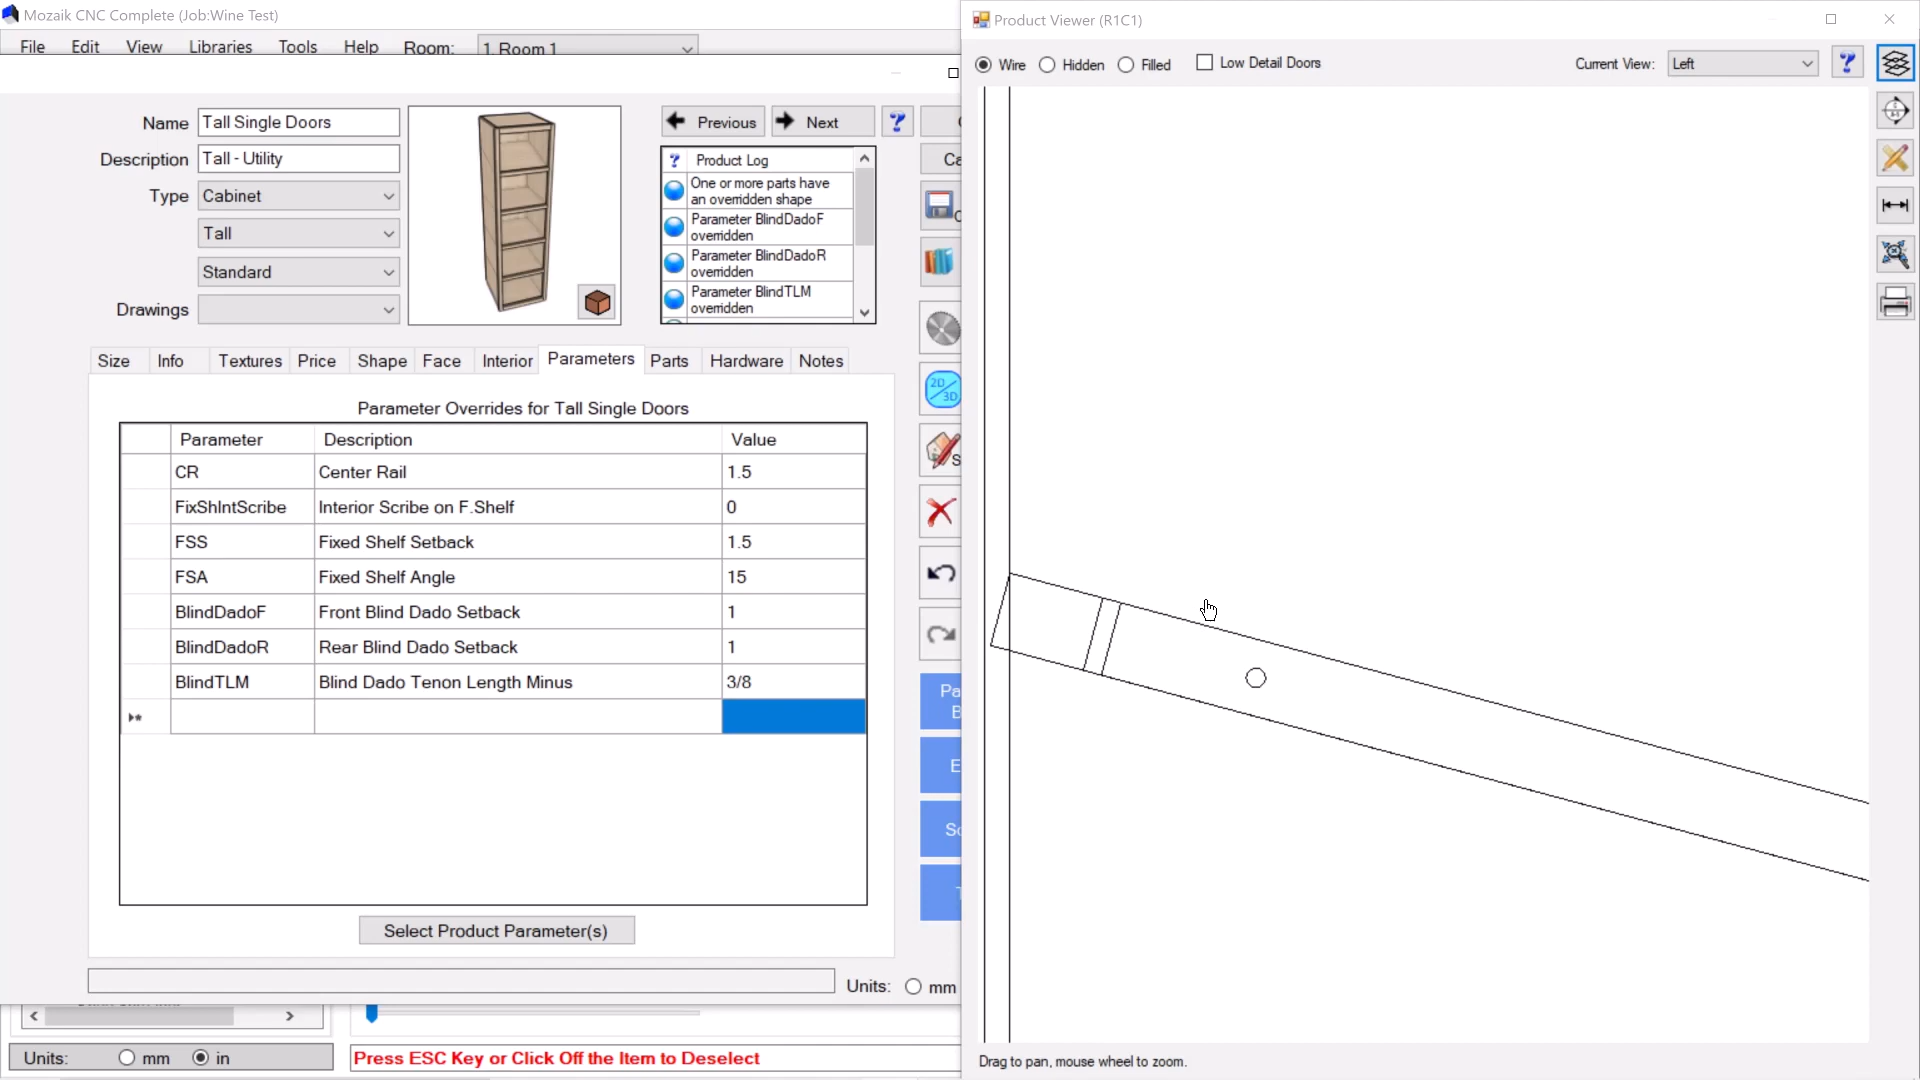 Mozaik CNC Complete (Job:Wine Test)
File Edit View Libraries Tools Help Room: 1. Room 1
Name Tall Single Doors
Description Tall - Utility
Type Cabinet
Tall
Standard
Drawings
Previous Next ?
? Product Log
One or more parts have
an overridden shape
Parameter BlindDadoF
overridden
Parameter BlindDadoR
overridden
Parameter BlindTLM
overridden
Ca
2D
3D
Size Info Textures Price Shape Face Interior Parameters Parts Hardware Notes
Parameter Overrides for Tall Single Doors
Parameter Description Value
CR Center Rail 1.5
FixShIntScribe Interior Scribe on F.Shelf 0
FSS Fixed Shelf Setback 1.5
FSA Fixed Shelf Angle 15
BlindDadoF Front Blind Dado Setback 1
BlindDadoR Rear Blind Dado Setback 1
BlindTLM Blind Dado Tenon Length Minus 3/8
Pa
B
E
Select Product Parameter(s)
Units: mm
Units: mm in
Press ESC Key or Click Off the Item to Deselect
Product Viewer (R1C1)
Wire Hidden Filled Low Detail Doors Current View: Left ?
Drag to pan, mouse wheel to zoom.